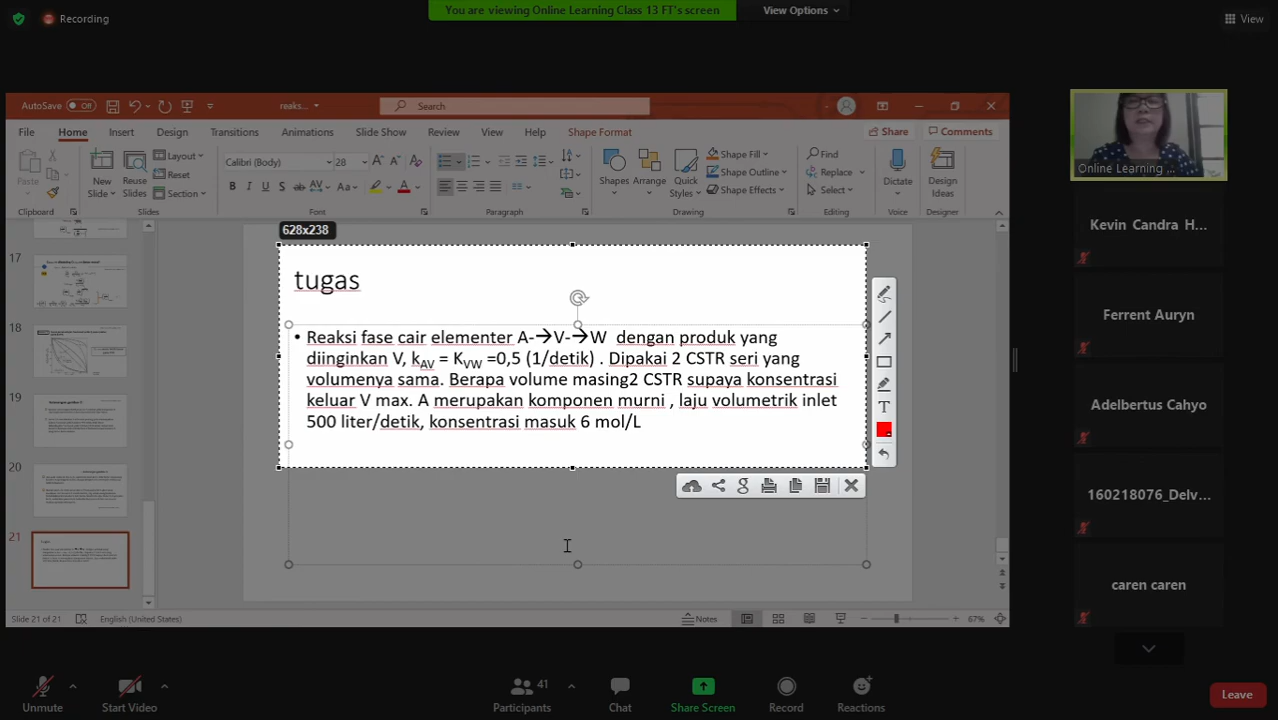 Recording
You are viewing Online Learning Class 13 FT's screen
View Options
View
AutoSave Off
reaks...
Search
File Home Insert Design Transitions Animations Slide Show Review View Help Shape Format
Share
Comments
Paste
New Slides
Reuse Slides
Layout
Reset
Section
Calibri (Body) 28
B I U S ab AV Aa A
Shapes
Arrange
Quick Styles
Shape Fill
Shape Outline
Shape Effects
Find
Replace
Select
Dictate
Design Ideas
Clipboard Slides Font Paragraph Drawing Editing Voice Designer
17
18
19
20
21
628x238
tugas
• Reaksi fase cair elementer A-→V-→W dengan produk yang
diinginkan V, kAV = KVW =0,5 (1/detik) . Dipakai 2 CSTR seri yang
volumenya sama. Berapa volume masing2 CSTR supaya konsentrasi
keluar V max. A merupakan komponen murni , laju volumetrik inlet
500 liter/detik, konsentrasi masuk 6 mol/L
Slide 21 of 21
English (United States)
Notes
67%
Online Learning ...
Kevin Candra H...
Ferrent Auryn
Adelbertus Cahyo
160218076_Delv...
caren caren
Unmute
Start Video
41
Participants
Chat
Share Screen
Record
Reactions
Leave